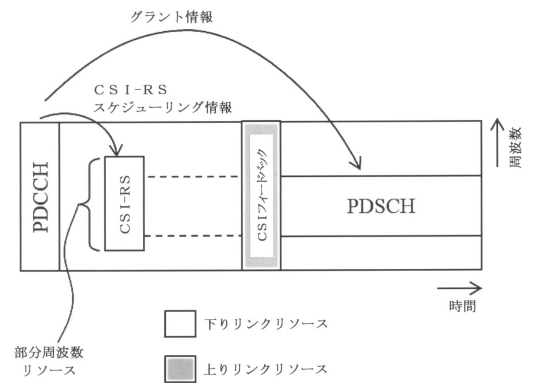 グラント情報
CSI-RS
スケジューリング情報
周波数
PDCCH
CSI-RS
CSIフィードバック
PDSCH
時間
部分周波数
リソース
下りリンクリソース
上りリンクリソース